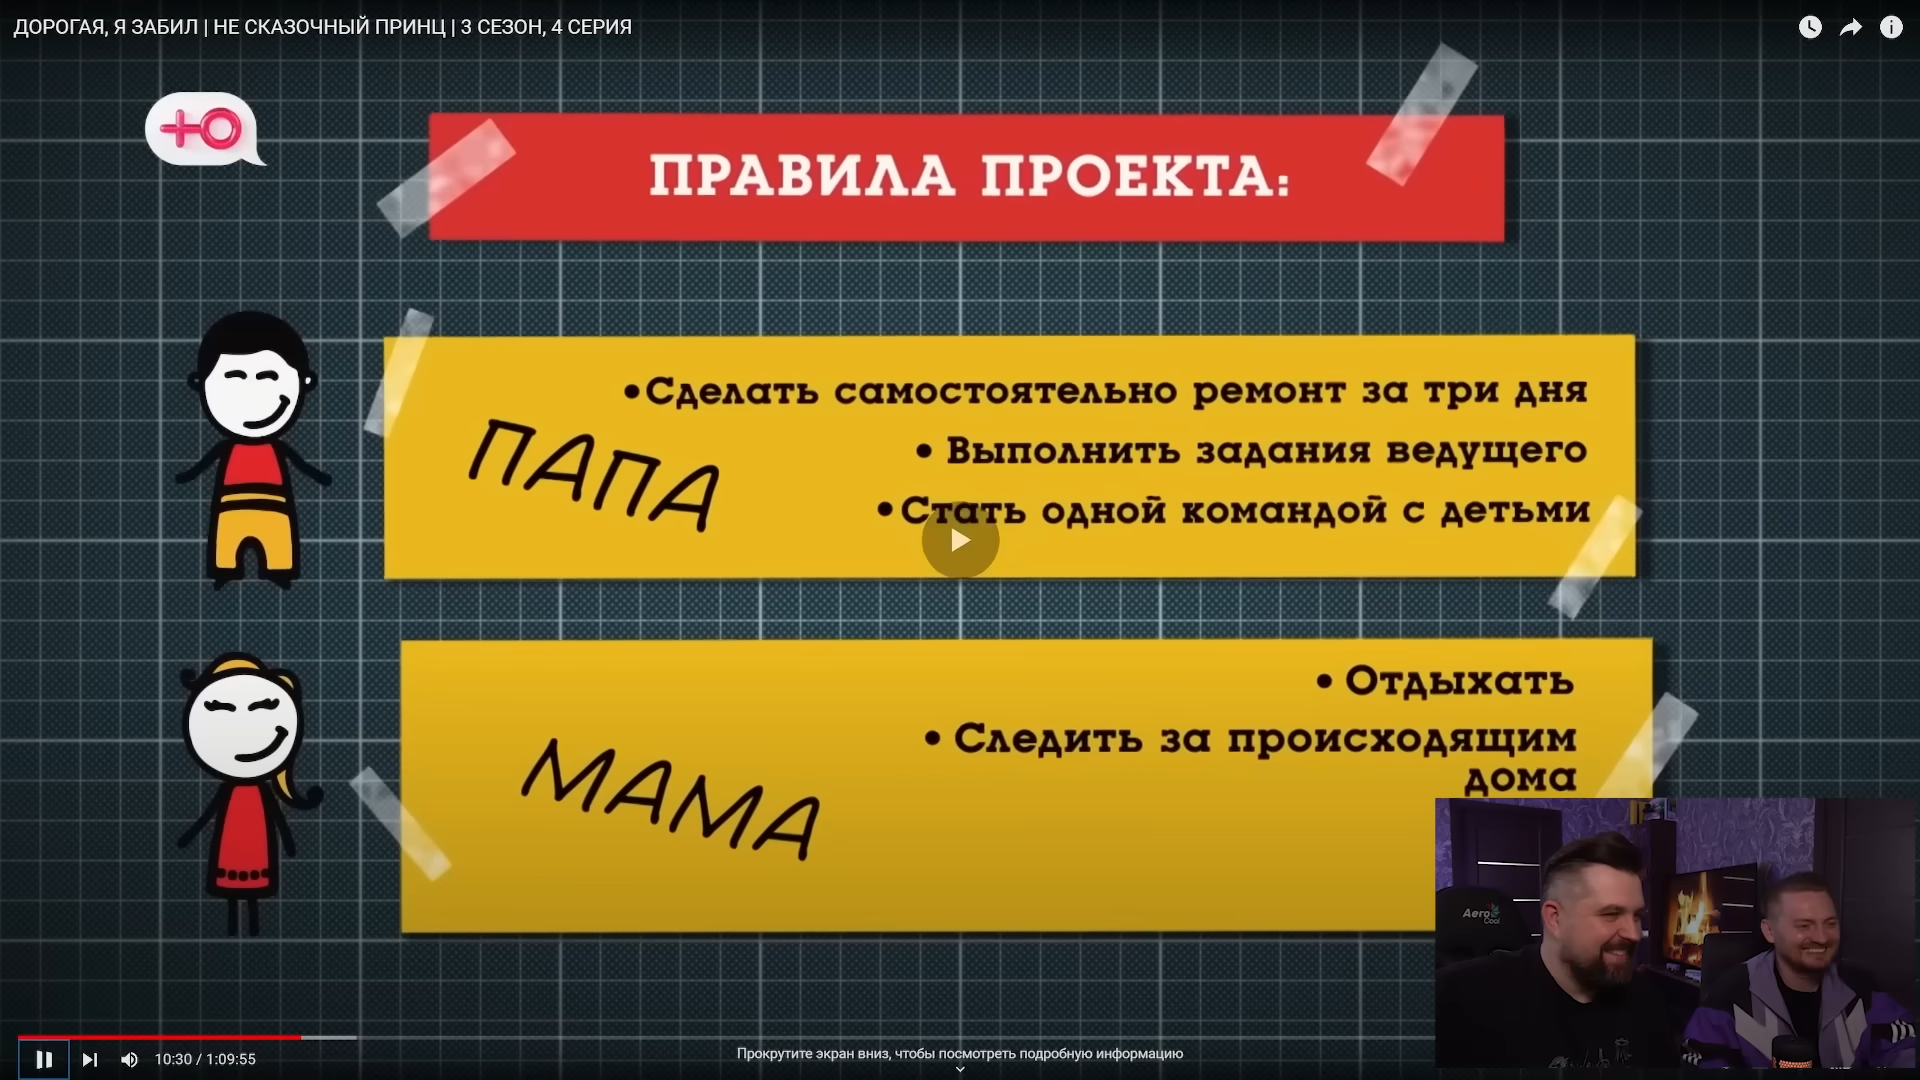 ДОРОГАЯ, Я ЗАБИЛ | НЕ СКАЗОЧНЫЙ ПРИНЦ | 3 СЕЗОН, 4 СЕРИЯ
Ю
ПРАВИЛА ПРОЕКТА:
•Сделать самостоятельно ремонт за три дня
• Выполнить задания ведущего
•Стать одной командой с детьми
ПАПА
• Отдыхать
• Следить за происходящим
дома
МАМА
Aero
Cool
10:30 / 1:09:55
Прокрутите экран вниз, чтобы посмотреть подробную информацию